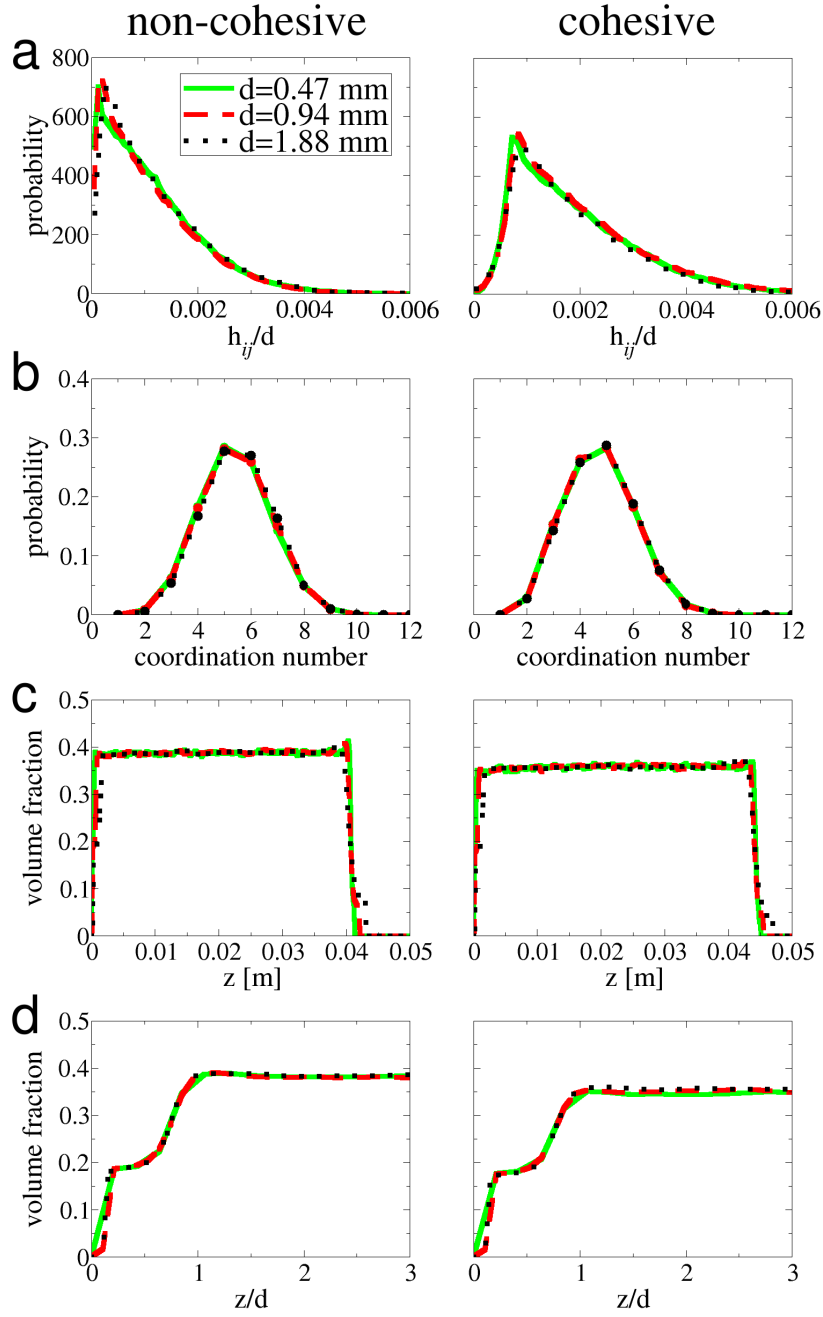 non-cohesive cohesive
a
800
600
400
200
0
probability
d=0.47 mm
d=0.94 mm
d=1.88 mm
0 0.002 0.004 0.006
0 0.002 0.004 0.006
h_ij/d h_ij/d
b
0.4
0.3
0.2
0.1
0
probability
0 2 4 6 8 10 12
0 2 4 6 8 10 12
coordination number coordination number
c
0.5
0.4
0.3
0.2
0.1
0
volume fraction
0 0.01 0.02 0.03 0.04 0.05
0 0.01 0.02 0.03 0.04 0.05
z [m] z [m]
d
0.5
0.4
0.3
0.2
0.1
0
volume fraction
0 1 2 3
0 1 2 3
z/d z/d